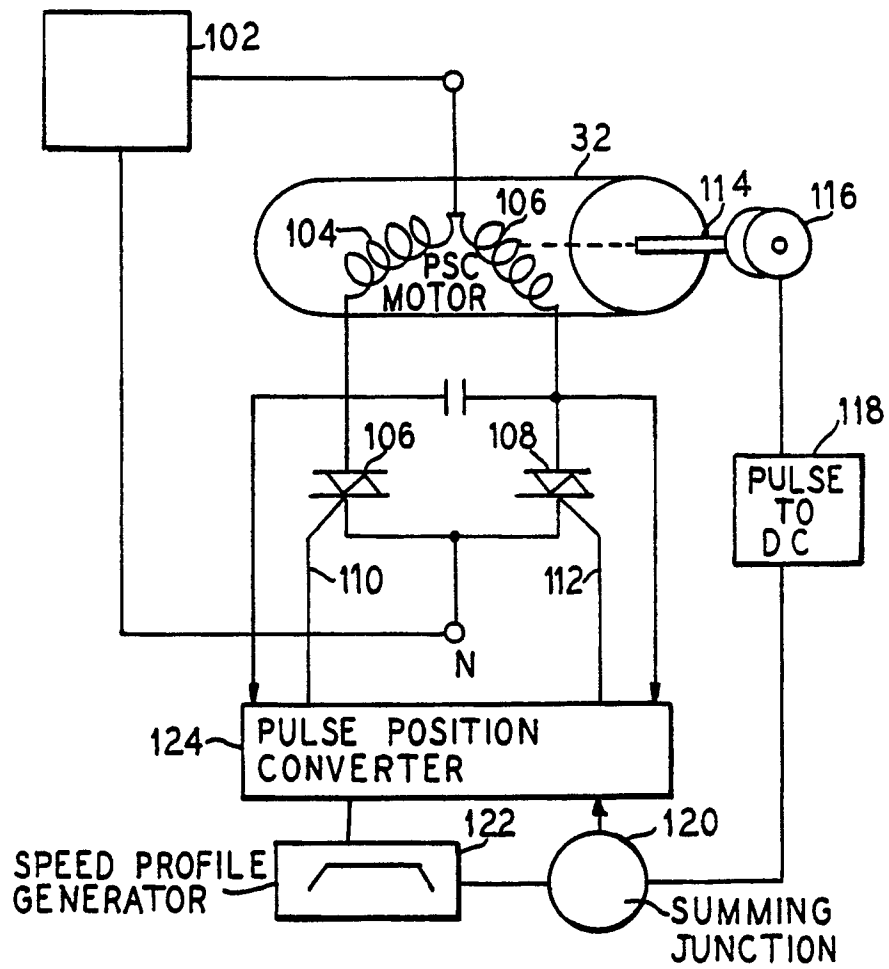 102
32
114
116
104
106
PSC
MOTOR
106
108
118
PULSE
TO
DC
110
112
N
124
PULSE POSITION
CONVERTER
122
120
SPEED PROFILE
GENERATOR
SUMMING
JUNCTION